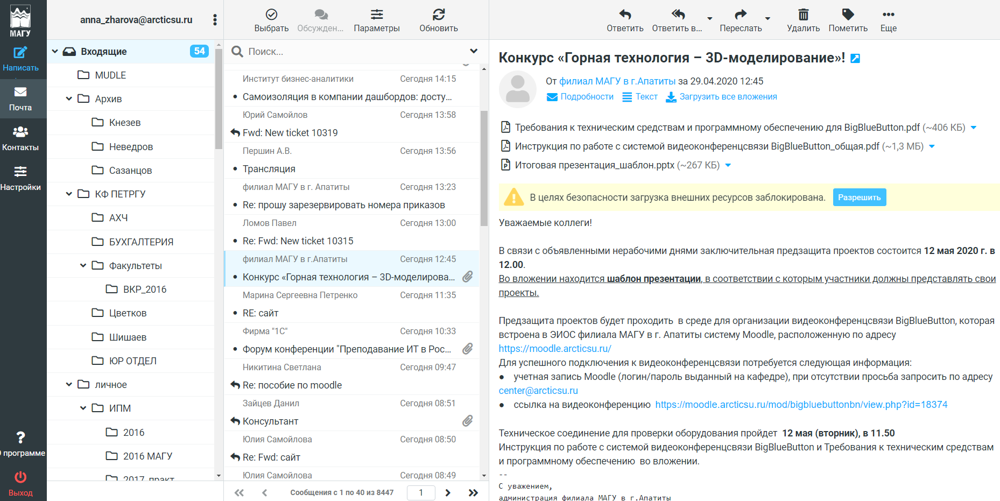 МАГУ
Написать
Почта
Контакты
Настройки
О программе
Выход
anna_zharova@arcticsu.ru
Входящие 54
MUDLE
Архив
Кнезев
Неведров
Сазанцов
КФ ПЕТРГУ
АХЧ
БУХГАЛТЕРИЯ
Факультеты
ВКР_2016
Цветков
Шишаев
ЮР ОТДЕЛ
личное
ИПМ
2016
2016 МАГУ
2017_практ
Выбрать Обсужден... Параметры Обновить
Поиск...
Институт бизнес-аналитики Сегодня 14:15
• Самоизоляция в компании дашбордов: досту...
Юрий Самойлов Сегодня 13:58
Fwd: New ticket 10319
Першин А.В. Сегодня 13:56
• Трансляция
филиал МАГУ в г. Апатиты Сегодня 13:23
• Re: прошу зарезервировать номера приказов
Ломов Павел Сегодня 13:00
• Re: Fwd: New ticket 10315
филиал МАГУ в г.Апатиты Сегодня 12:45
• Конкурс «Горная технология – 3D-моделирова...
Марина Сергеевна Петренко Сегодня 11:35
• RE: сайт
Фирма "1С" Сегодня 10:33
• Форум конференции "Преподавание ИТ в Рос...
Никитина Светлана Сегодня 09:47
Re: пособие по moodle
Зайцев Данил Сегодня 08:51
Консультант
Юлия Самойлова Сегодня 08:50
Re: Fwd: сайт
Юлия Самойлова Сегодня 08:49
Сообщения с 1 по 40 из 8447 1
Ответить Ответить в... Переслать Удалить Пометить Еще
Конкурс «Горная технология – 3D-моделирование»!
От филиал МАГУ в г.Апатиты за 29.04.2020 12:45
Подробности Текст Загрузить все вложения
Требования к техническим средствам и программному обеспечению для BigBlueButton.pdf (~406 КБ)
Инструкция по работе с системой видеоконференцсвязи BigBlueButton_общая.pdf (~1,3 МБ)
Итоговая презентация_шаблон.pptx (~267 КБ)
В целях безопасности загрузка внешних ресурсов заблокирована. Разрешить
Уважаемые коллеги!
В связи с объявленными нерабочими днями заключительная предзащита проектов состоится 12 мая 2020 г. в
12.00.
Во вложении находится шаблон презентации, в соответствии с которым участники должны представлять свои
проекты.
Предзащита проектов будет проходить в среде для организации видеоконференцсвязи BigBlueButton, которая
встроена в ЭИОС филиала МАГУ в г. Апатиты систему Moodle, расположенную по адресу
https://moodle.arcticsu.ru/
Для успешного подключения к видеоконференцсвязи потребуется следующая информация:
● учетная запись Moodle (логин/пароль выданный на кафедре), при отсутствии просьба запросить по адресу
center@arcticsu.ru
● ссылка на видеоконференцию https://moodle.arcticsu.ru/mod/bigbluebuttonbn/view.php?id=18374
Техническое соединение для проверки оборудования пройдет 12 мая (вторник), в 11.50
Инструкция по работе с системой видеоконференцсвязи BigBlueButton и Требования к техническим средствам
и программному обеспечению во вложении.
--
С уважением,
администрация филиала МАГУ в г.Апатиты